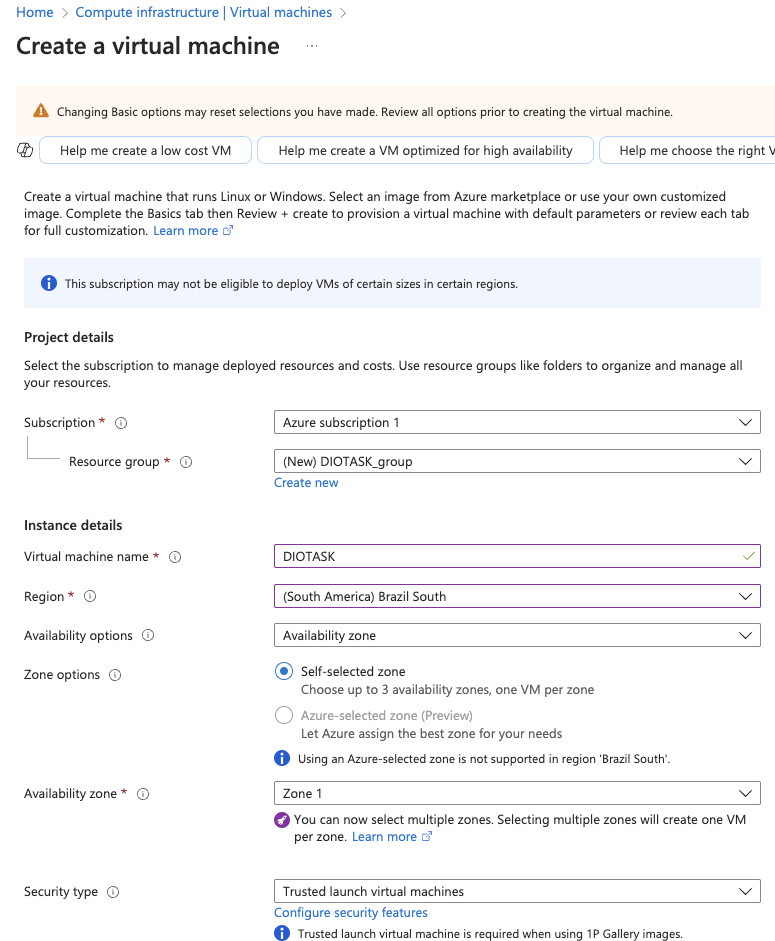 Home > Compute infrastructure | Virtual machines >
Create a virtual machine ...
Changing Basic options may reset selections you have made. Review all options prior to creating the virtual machine.
Help me create a low cost VM
Help me create a VM optimized for high availability
Help me choose the right V
Create a virtual machine that runs Linux or Windows. Select an image from Azure marketplace or use your own customized
image. Complete the Basics tab then Review + create to provision a virtual machine with default parameters or review each tab
for full customization. Learn more
This subscription may not be eligible to deploy VMs of certain sizes in certain regions.
Project details
Select the subscription to manage deployed resources and costs. Use resource groups like folders to organize and manage all
your resources.
Subscription *
Azure subscription 1
Resource group *
(New) DIOTASK_group
Create new
Instance details
Virtual machine name *
DIOTASK
Region *
(South America) Brazil South
Availability options
Availability zone
Zone options
Self-selected zone
Choose up to 3 availability zones, one VM per zone
Azure-selected zone (Preview)
Let Azure assign the best zone for your needs
Using an Azure-selected zone is not supported in region 'Brazil South'.
Availability zone *
Zone 1
You can now select multiple zones. Selecting multiple zones will create one VM
per zone. Learn more
Security type
Trusted launch virtual machines
Configure security features
Trusted launch virtual machine is required when using 1P Gallery images.